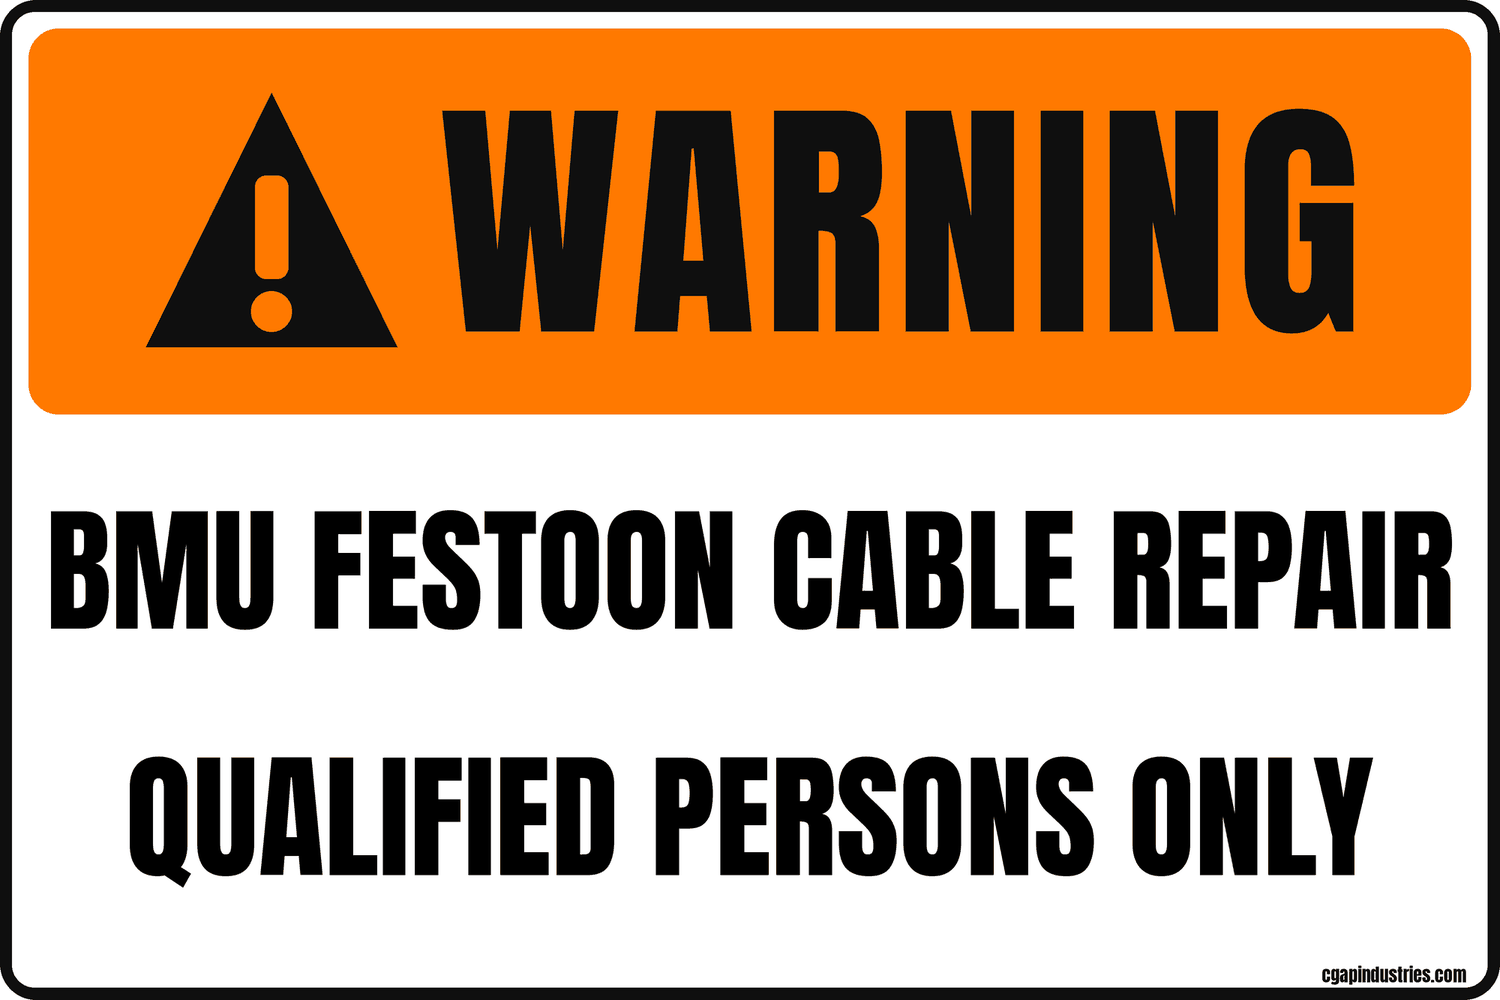 WARNING
BMU FESTOON CABLE REPAIR
QUALIFIED PERSONS ONLY
cgapindustries.com